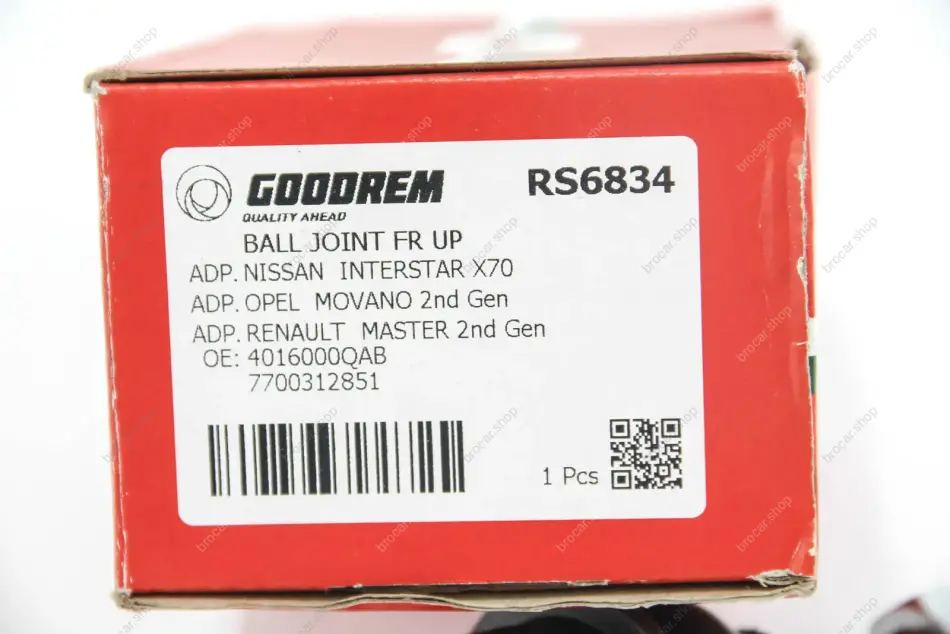 GOODREM
QUALITY AHEAD
RS6834
BALL JOINT FR UP
ADP. NISSAN INTERSTAR X70
ADP. OPEL MOVANO 2nd Gen
ADP. RENAULT MASTER 2nd Gen
OE: 4016000QAB
7700312851
1 Pcs
brocar.shop